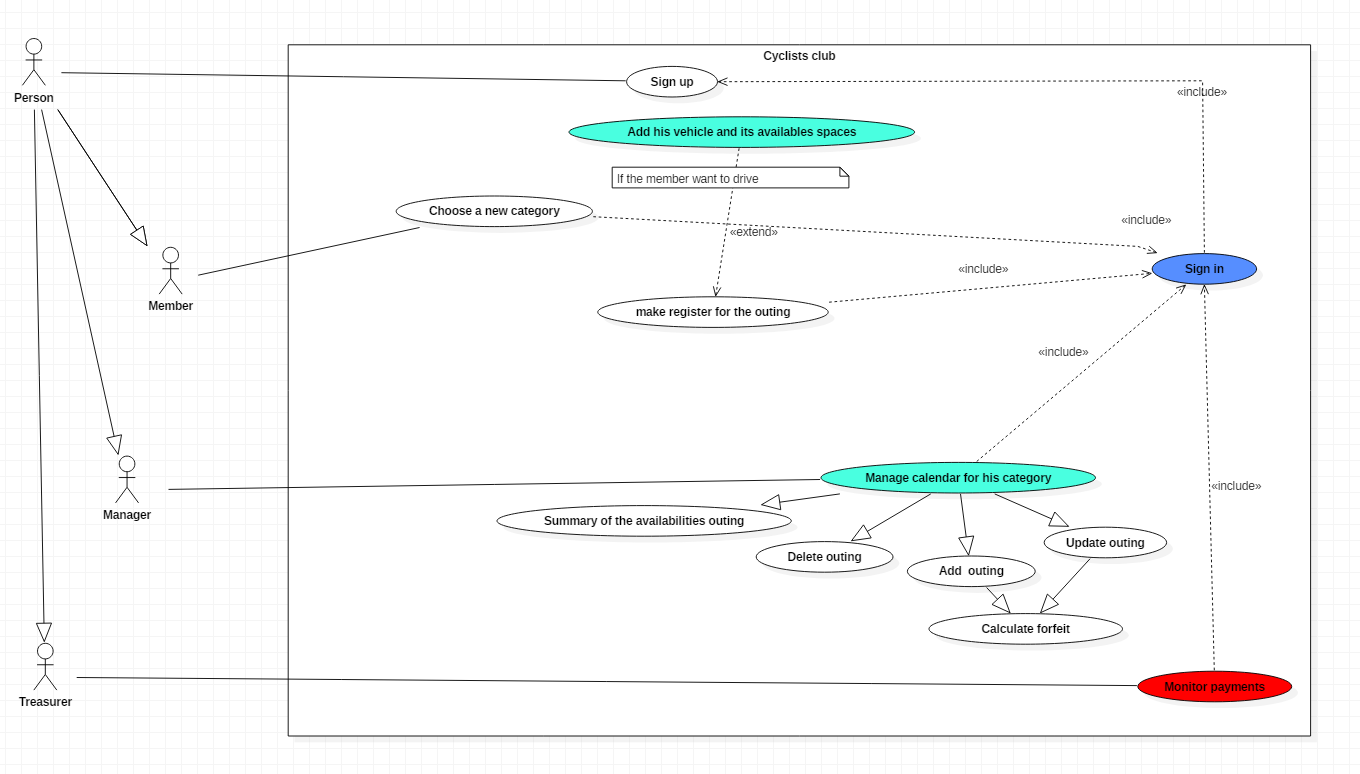 Cyclists club
Sign up
«include»
Person
Add his vehicle and its availables spaces
If the member want to drive
Choose a new category
«include»
«extend»
«include»
Sign in
Member
make register for the outing
«include»
Manage calendar for his category
«include»
Manager
Summary of the availabilities outing
Update outing
Delete outing
Add  outing
Calculate forfeit
Monitor payments
Treasurer